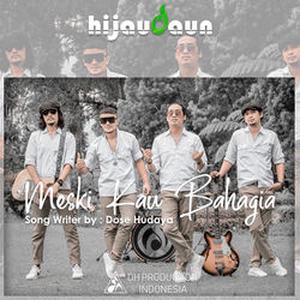 hijaudaun
Meski Kau Bahagia
Song Writer by : Dose Hudaya
DH PRODUCTION
INDONESIA